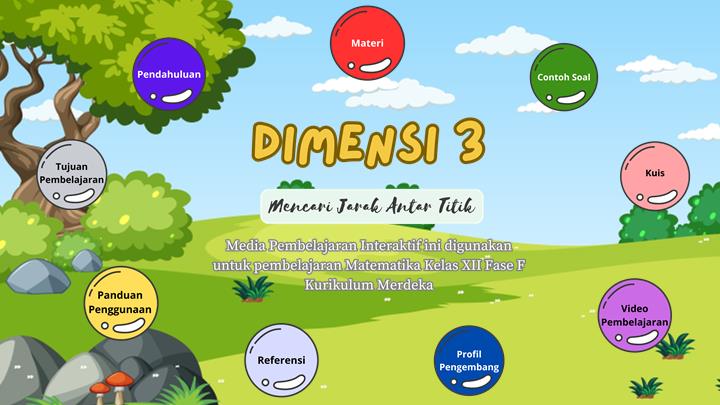 Materi
Pendahuluan
Contoh Soal
DIMENSI 3
Tujuan
Pembelajaran
Kuis
Mencari Jarak Antar Titik
Media Pembelajaran Interaktif ini digunakan
untuk pembelajaran Matematika Kelas XII Fase F
Kurikulum Merdeka
Panduan
Penggunaan
Video
Pembelajaran
Referensi
Profil
Pengembang